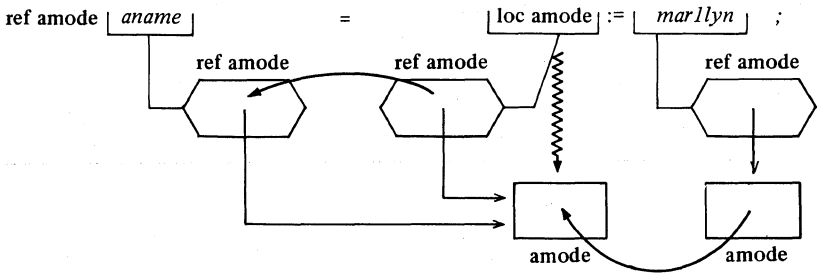 ref amode aname = loc amode := mar1lyn ;
ref amode ref amode ref amode
amode amode